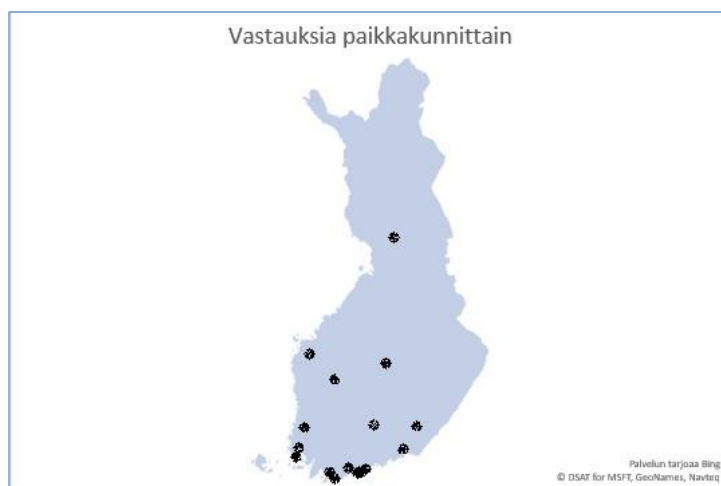 Vastauksia paikkakunnittain
Palvelun tarjoaa Bing
© DSAT for MSFT, GeoNames, Navteq